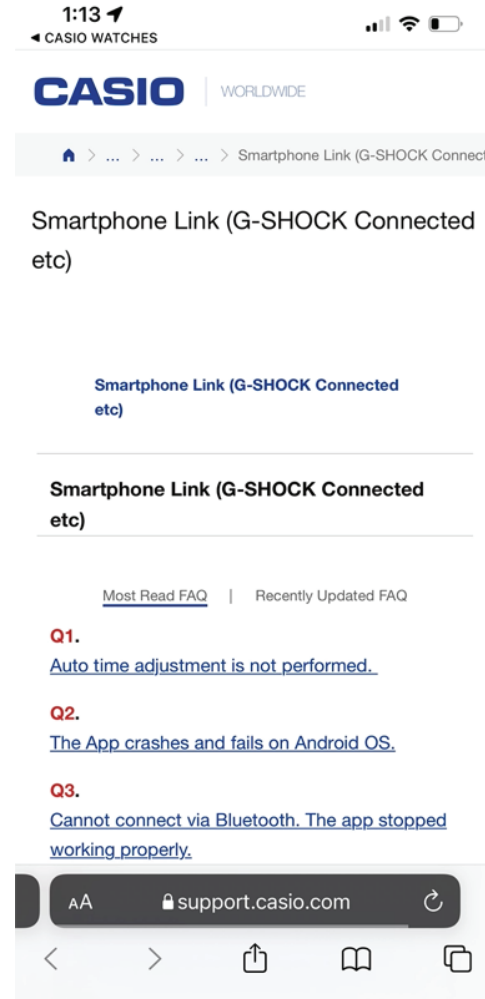 1:13
◀ CASIO WATCHES
CASIO WORLDWIDE
> ... > ... > ... > Smartphone Link (G-SHOCK Connect
Smartphone Link (G-SHOCK Connected
etc)
Smartphone Link (G-SHOCK Connected
etc)
Smartphone Link (G-SHOCK Connected
etc)
Most Read FAQ | Recently Updated FAQ
Q1.
Auto time adjustment is not performed.
Q2.
The App crashes and fails on Android OS.
Q3.
Cannot connect via Bluetooth. The app stopped
working properly.
AA support.casio.com